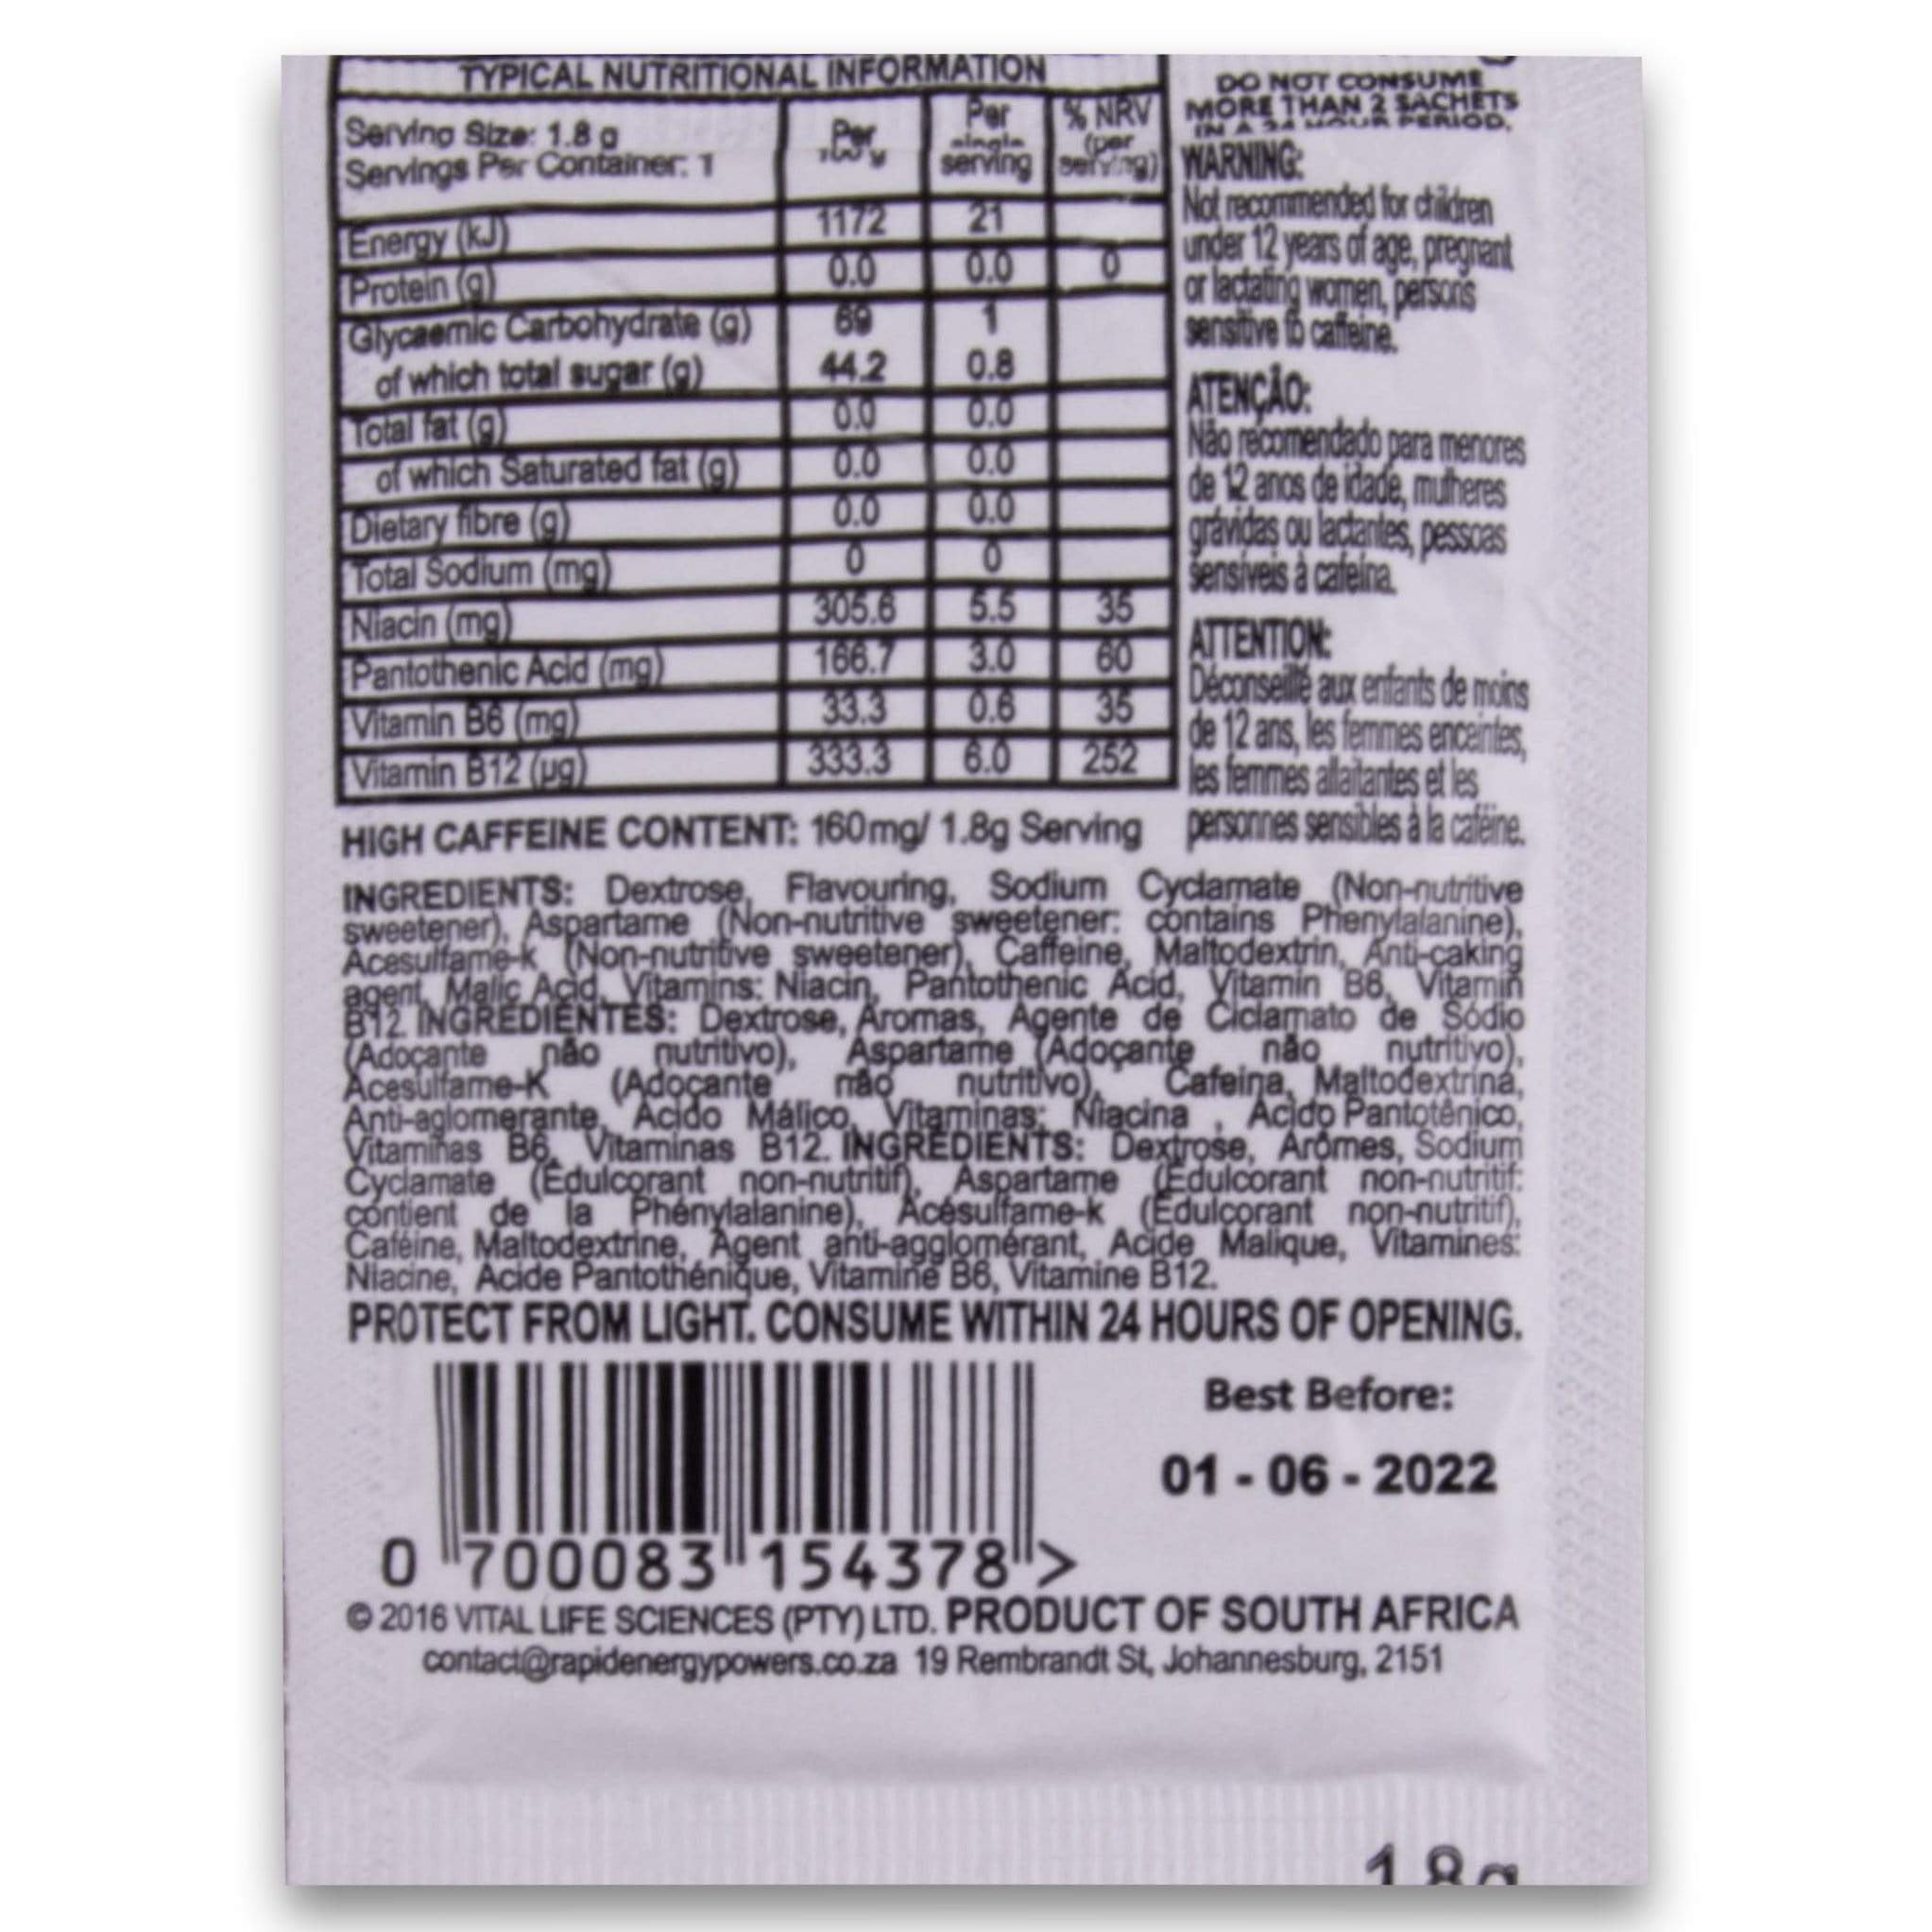 TYPICAL NUTRITIONAL INFORMATION
Serving Size: 1.8 g
Servings Per Container: 1
Per 100 g
Per single serving
% NRV (per serving)
Energy (kJ) 1172 21
Protein (g) 0.0 0.0 0
Glycaemic Carbohydrate (g) 69 1
of which total sugar (g) 44.2 0.8
Total fat (g) 0.0 0.0
of which Saturated fat (g) 0.0 0.0
Dietary fibre (g) 0.0 0.0
Total Sodium (mg) 0 0
Niacin (mg) 305.6 5.5 35
Pantothenic Acid (mg) 166.7 3.0 60
Vitamin B6 (mg) 33.3 0.6 35
Vitamin B12 (µg) 333.3 6.0 252
DO NOT CONSUME
MORE THAN 2 SACHETS
IN A 24 HOUR PERIOD.
WARNING:
Not recommended for children
under 12 years of age, pregnant
or lactating women, persons
sensitive to caffeine.
ATENÇÃO:
Não recomendado para menores
de 12 anos de idade, mulheres
grávidas ou lactantes, pessoas
sensíveis à cafeína.
ATTENTION:
Déconseillé aux enfants de moins
de 12 ans, les femmes enceintes,
les femmes allaitantes et les
personnes sensibles à la caféine.
HIGH CAFFEINE CONTENT: 160mg/ 1.8g Serving
INGREDIENTS: Dextrose, Flavouring, Sodium Cyclamate (Non-nutritive
sweetener), Aspartame (Non-nutritive sweetener: contains Phenylalanine),
Acesulfame-k (Non-nutritive sweetener), Caffeine, Maltodextrin, Anti-caking
agent, Malic Acid, Vitamins: Niacin, Pantothenic Acid, Vitamin B6, Vitamin
B12. INGREDIENTES: Dextrose, Aromas, Agente de Ciclamato de Sódio
(Adoçante não nutritivo), Aspartame (Adoçante não nutritivo),
Acesulfame-K (Adoçante não nutritivo), Cafeina, Maltodextrina,
Anti-aglomerante, Ácido Málico, Vitaminas: Niacina , Ácido Pantotênico,
Vitaminas B6, Vitaminas B12. INGRÉDIENTS: Dextrose, Arômes, Sodium
Cyclamate (Édulcorant non-nutritif), Aspartame (Édulcorant non-nutritif:
contient de la Phénylalanine), Acésulfame-k (Édulcorant non-nutritif),
Caféine, Maltodextrine, Agent anti-agglomérant, Acide Malique, Vitamines:
Niacine, Acide Pantothénique, Vitamine B6, Vitamine B12.
PROTECT FROM LIGHT. CONSUME WITHIN 24 HOURS OF OPENING.
Best Before:
01 - 06 - 2022
0 700083 154378 >
© 2016 VITAL LIFE SCIENCES (PTY) LTD. PRODUCT OF SOUTH AFRICA
contact@rapidenergypowers.co.za 19 Rembrandt St, Johannesburg, 2151
1.8g